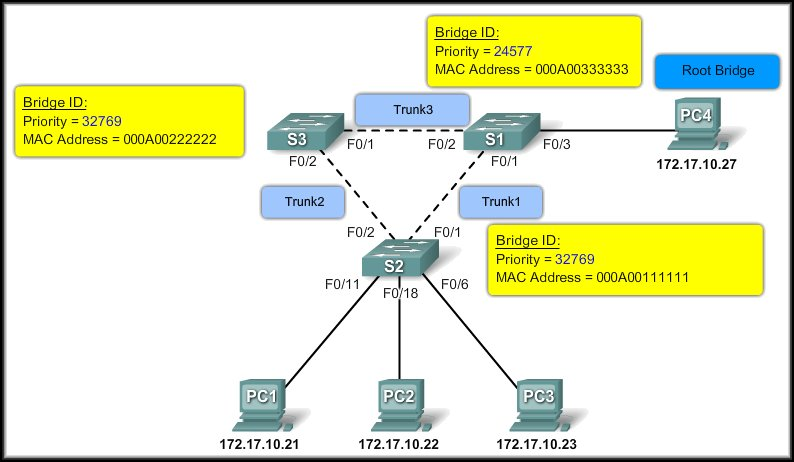 Bridge ID:
Priority = 24577
MAC Address = 000A00333333
Root Bridge
Bridge ID:
Priority = 32769
MAC Address = 000A00222222
Trunk3
S3
F0/1
F0/2
S1
F0/3
PC4
172.17.10.27
F0/2
F0/1
Trunk2
Trunk1
F0/2
F0/1
Bridge ID:
Priority = 32769
MAC Address = 000A00111111
S2
F0/11
F0/18
F0/6
PC1
PC2
PC3
172.17.10.21
172.17.10.22
172.17.10.23